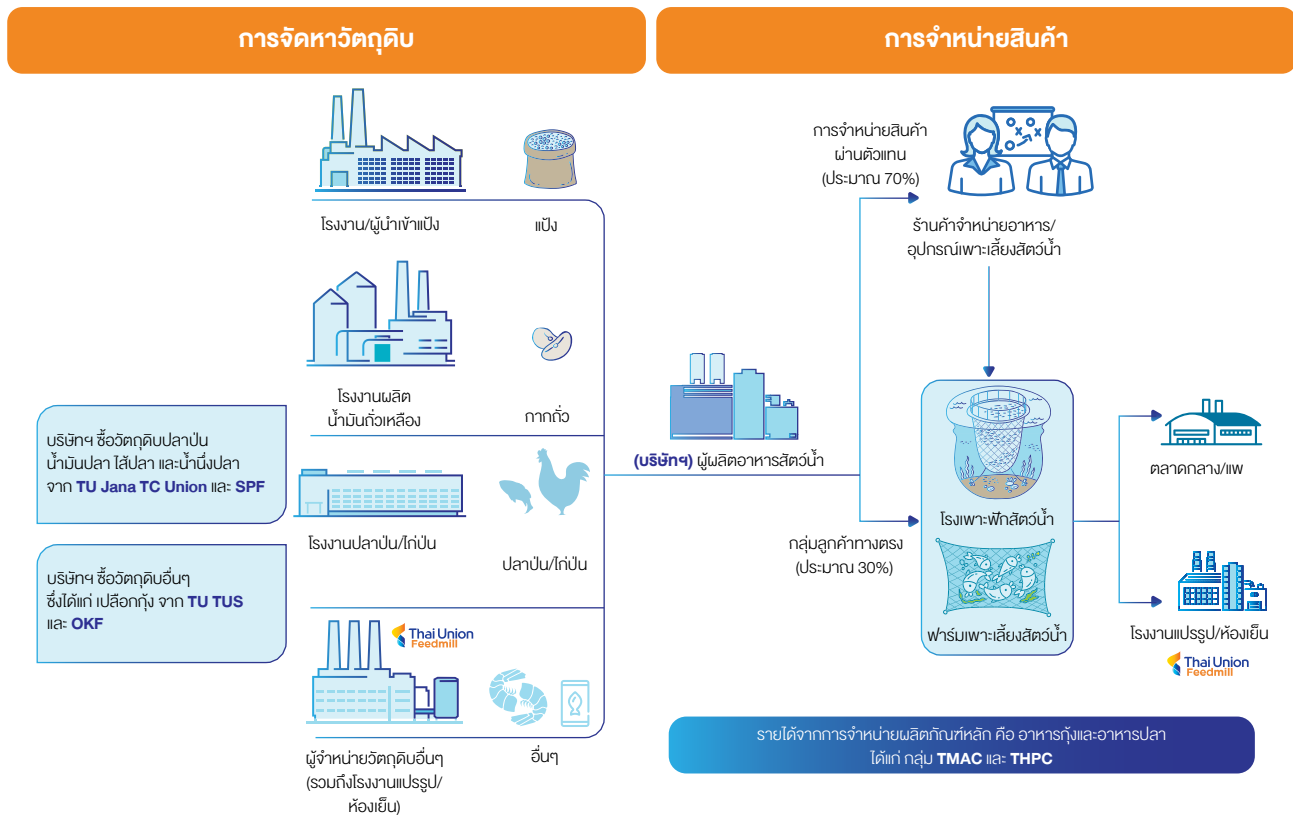 การจัดหาวัตถุดิบ
การจำหน่ายสินค้า
โรงงาน/ผู้นำเข้าแป้ง
แป้ง
โรงงานผลิต
น้ำมันถั่วเหลือง
กากถั่ว
บริษัทฯ ซื้อวัตถุดิบปลาป่น
น้ำมันปลา ไส้ปลา และน้ำนึ่งปลา
จาก TU Jana TC Union และ SPF
โรงงานปลาป่น/ไก่ป่น
ปลาป่น/ไก่ป่น
บริษัทฯ ซื้อวัตถุดิบอื่นๆ
ซึ่งได้แก่ เปลือกกุ้ง จาก TU TUS
และ OKF
Thai Union
Feedmill
ผู้จำหน่ายวัตถุดิบอื่นๆ
(รวมถึงโรงงานแปรรูป/
ห้องเย็น)
อื่นๆ
(บริษัทฯ) ผู้ผลิตอาหารสัตว์น้ำ
การจำหน่ายสินค้า
ผ่านตัวแทน
(ประมาณ 70%)
ร้านค้าจำหน่ายอาหาร/
อุปกรณ์เพาะเลี้ยงสัตว์น้ำ
กลุ่มลูกค้าทางตรง
(ประมาณ 30%)
โรงเพาะฟักสัตว์น้ำ
ฟาร์มเพาะเลี้ยงสัตว์น้ำ
ตลาดกลาง/แพ
โรงงานแปรรูป/ห้องเย็น
Thai Union
Feedmill
รายได้จากการจำหน่ายผลิตภัณฑ์หลัก คือ อาหารกุ้งและอาหารปลา
ได้แก่ กลุ่ม TMAC และ THPC